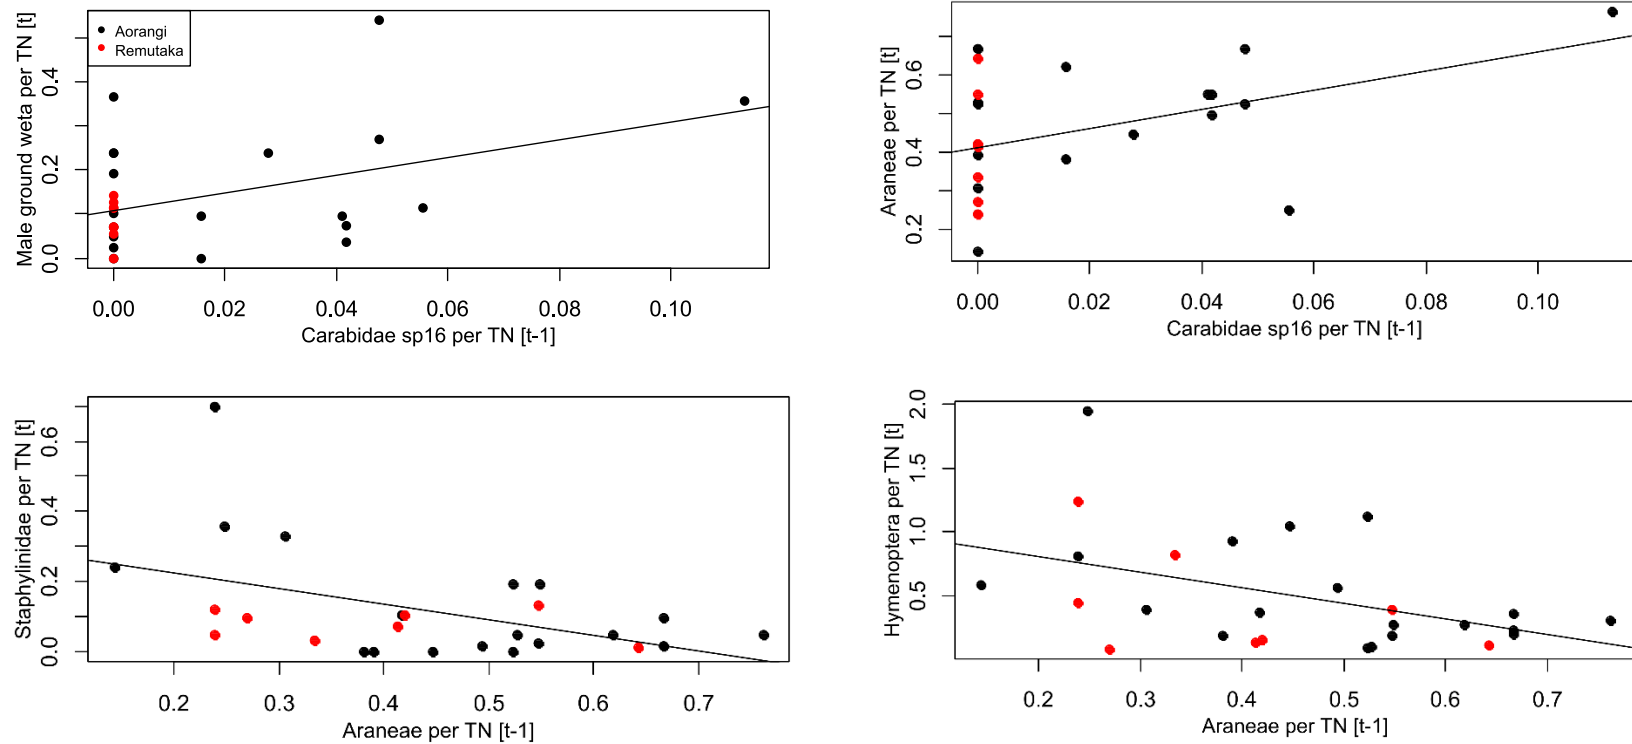 Male ground weta per TN [t]
0.0 0.2 0.4
Aorangi
Remutaka
0.00 0.02 0.04 0.06 0.08 0.10
Carabidae sp16 per TN [t-1]
Araneae per TN [t]
0.2 0.4 0.6
0.00 0.02 0.04 0.06 0.08 0.10
Carabidae sp16 per TN [t-1]
Staphylinidae per TN [t]
0.0 0.2 0.4 0.6
0.2 0.3 0.4 0.5 0.6 0.7
Araneae per TN [t-1]
Hymenoptera per TN [t]
0.5 1.0 1.5 2.0
0.2 0.3 0.4 0.5 0.6 0.7
Araneae per TN [t-1]